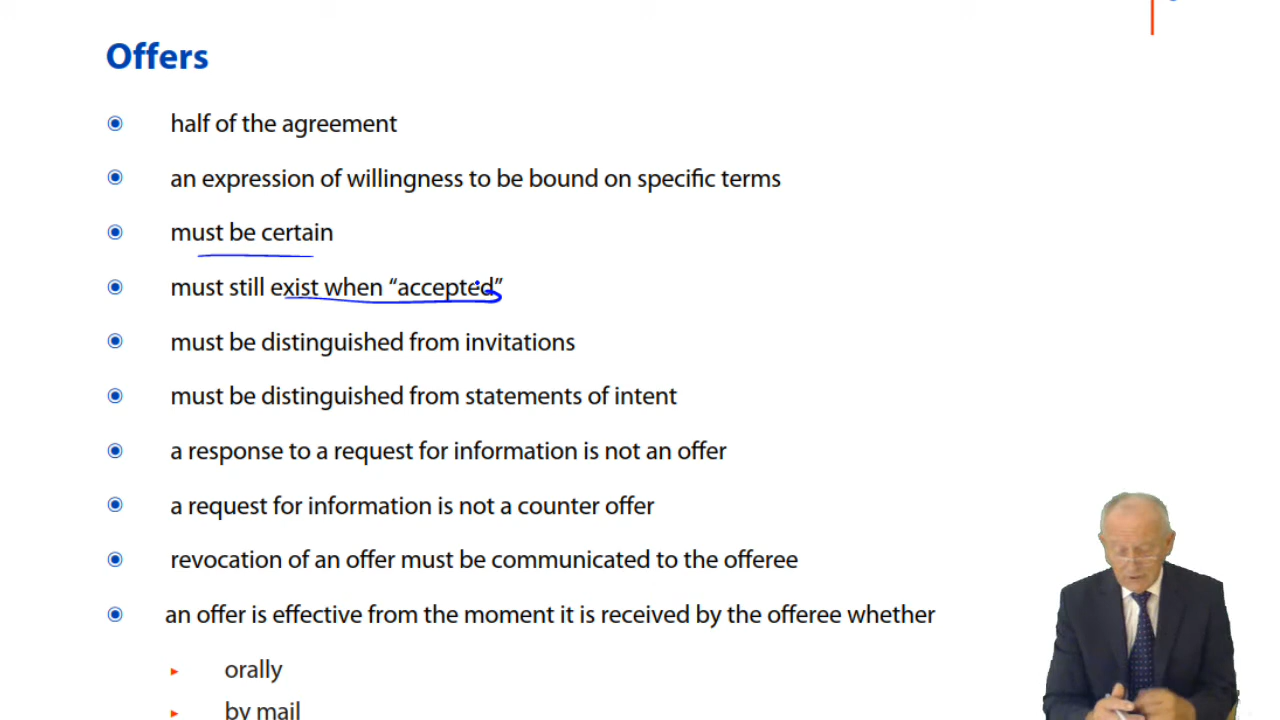 Offers
half of the agreement
an expression of willingness to be bound on specific terms
must be certain
must still exist when “accepted”
must be distinguished from invitations
must be distinguished from statements of intent
a response to a request for information is not an offer
a request for information is not a counter offer
revocation of an offer must be communicated to the offeree
an offer is effective from the moment it is received by the offeree whether
orally
by mail